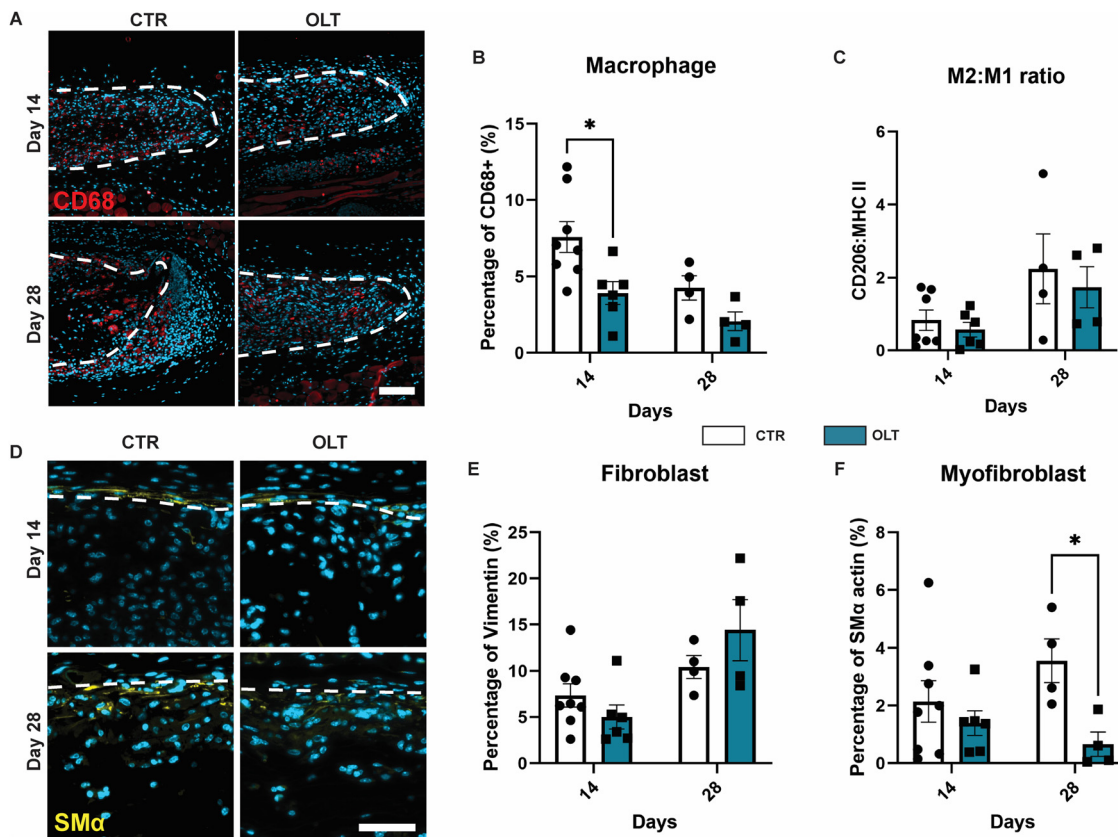 A
CTR
OLT
Day 14
CD68
Day 28
B
Macrophage
Percentage of CD68+ (%)
15
10
5
0
*
14
28
Days
C
M2:M1 ratio
CD206:MHC II
6
4
2
0
14
28
Days
CTR
OLT
D
CTR
OLT
Day 14
Day 28
SMα
E
Fibroblast
Percentage of Vimentin (%)
25
20
15
10
5
0
14
28
Days
F
Myofibroblast
Percentage of SMα actin (%)
8
6
4
2
0
*
14
28
Days